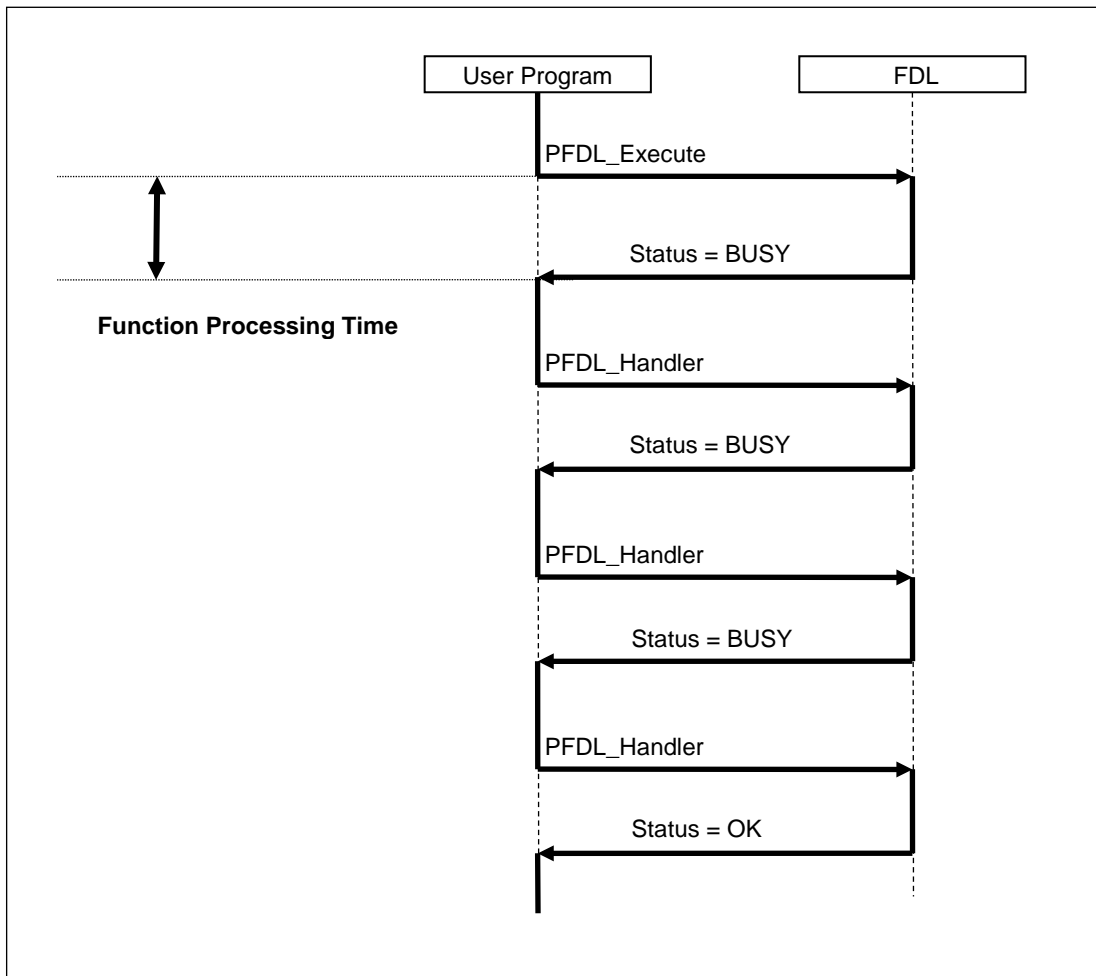 User Program
FDL
PFDL_Execute
Status = BUSY
Function Processing Time
PFDL_Handler
Status = BUSY
PFDL_Handler
Status = BUSY
PFDL_Handler
Status = OK